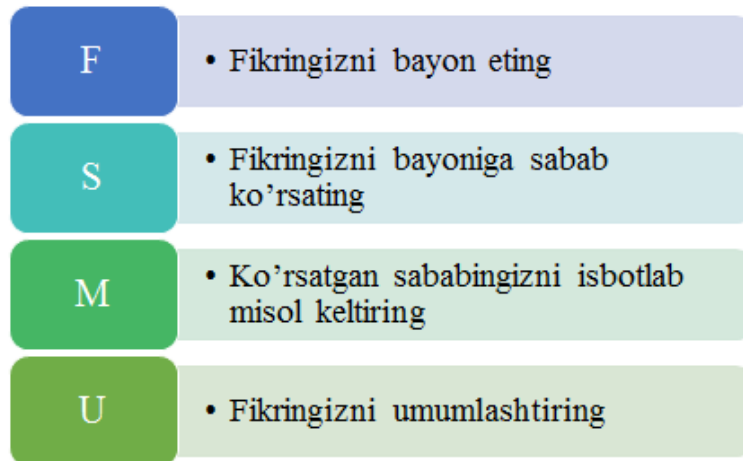 F
• Fikringizni bayon eting
S
• Fikringizni bayoniga sabab
ko’rsating
M
• Ko’rsatgan sababingizni isbotlab
misol keltiring
U
• Fikringizni umumlashtiring